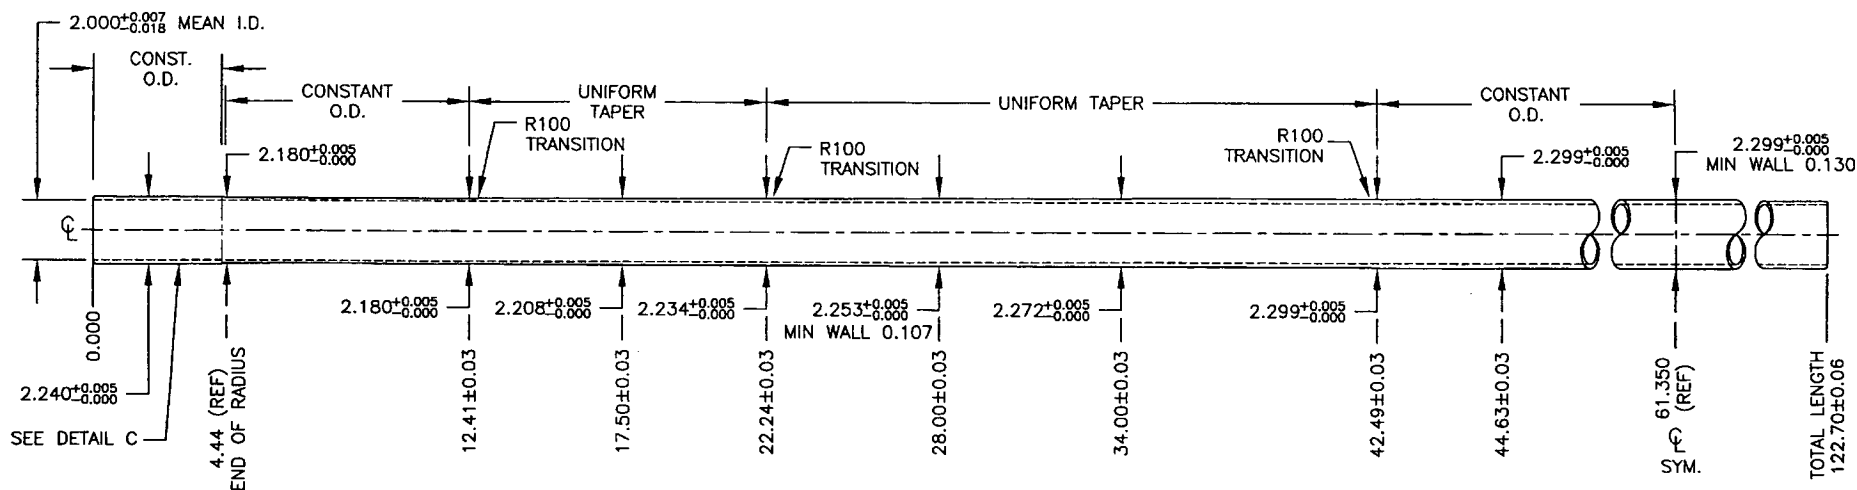 2.000+0.007 -0.018 MEAN I.D.
CONST.
O.D.
CONSTANT
O.D.
UNIFORM
TAPER
UNIFORM TAPER
CONSTANT
O.D.
R100
TRANSITION
R100
TRANSITION
R100
TRANSITION
2.180+0.005 -0.000
2.299+0.005 -0.000
2.299+0.005 -0.000
MIN WALL 0.130
℄
2.180+0.005 -0.000
2.208+0.005 -0.000
2.234+0.005 -0.000
2.253+0.005 -0.000
MIN WALL 0.107
2.272+0.005 -0.000
2.299+0.005 -0.000
2.240+0.005 -0.000
SEE DETAIL C
0.000
4.44 (REF)
END OF RADIUS
12.41±0.03
17.50±0.03
22.24±0.03
28.00±0.03
34.00±0.03
42.49±0.03
44.63±0.03
61.350
(REF)
℄
SYM.
TOTAL LENGTH
122.70±0.06